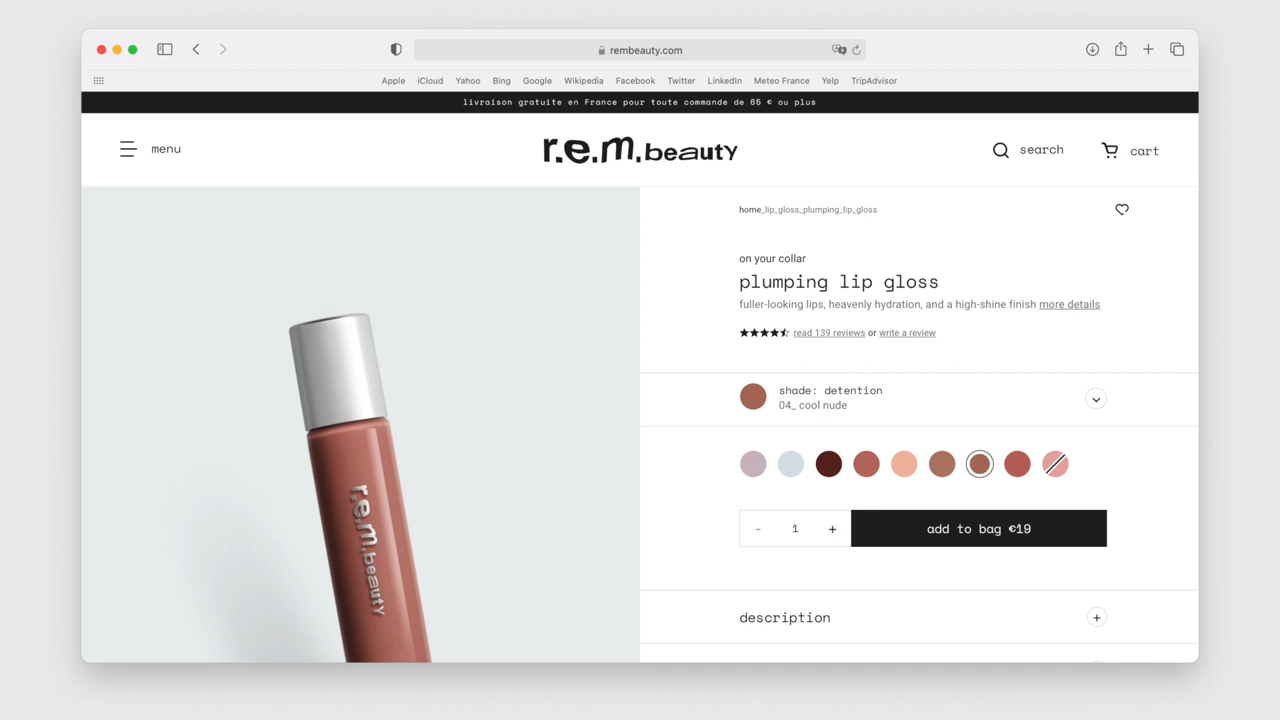 rembeauty.com
Apple iCloud Yahoo Bing Google Wikipedia Facebook Twitter LinkedIn Meteo France Yelp TripAdvisor
livraison gratuite en France pour toute commande de 65 € ou plus
menu
r.e.m.beauty
search
cart
home_lip_gloss_plumping_lip_gloss
on your collar
plumping lip gloss
fuller-looking lips, heavenly hydration, and a high-shine finish more details
read 139 reviews or write a review
shade: detention
04_ cool nude
- 1 +
add to bag €19
description +
r.e.m.beauty